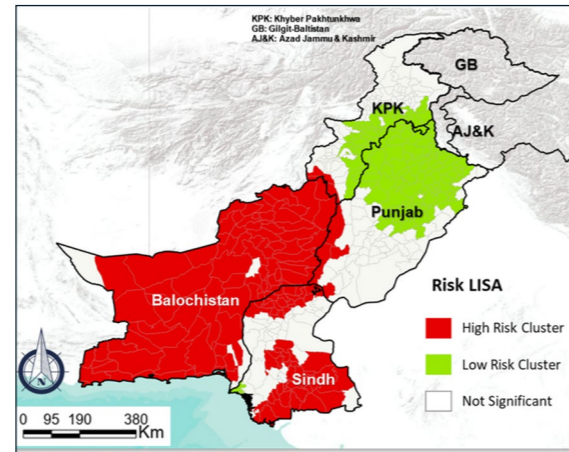 KPK: Khyber Pakhtunkhwa
GB: Gilgit-Baltistan
AJ&K: Azad Jammu & Kashmir
GB
KPK
AJ&K
Punjab
Balochistan
Sindh
Risk LISA
High Risk Cluster
Low Risk Cluster
Not Significant
N
0 95 190 380
Km